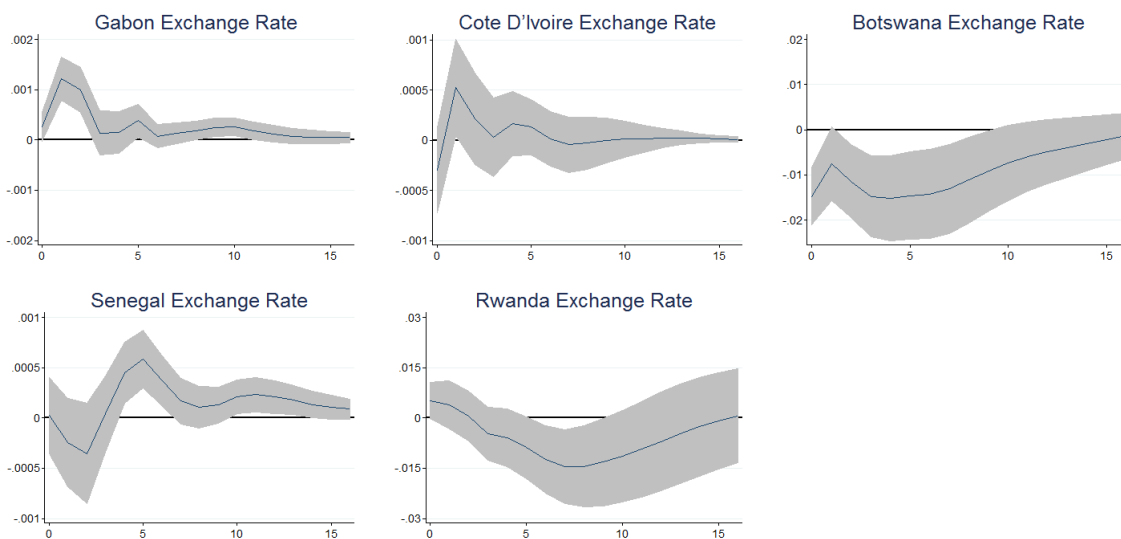 Gabon Exchange Rate
.002
.001
0
-.001
-.002
0 5 10 15
Cote D'Ivoire Exchange Rate
.001
.0005
0
-.0005
-.001
0 5 10 15
Botswana Exchange Rate
.02
.01
0
-.01
-.02
0 5 10 15
Senegal Exchange Rate
.001
.0005
0
-.0005
-.001
0 5 10 15
Rwanda Exchange Rate
.03
.015
0
-.015
-.03
0 5 10 15